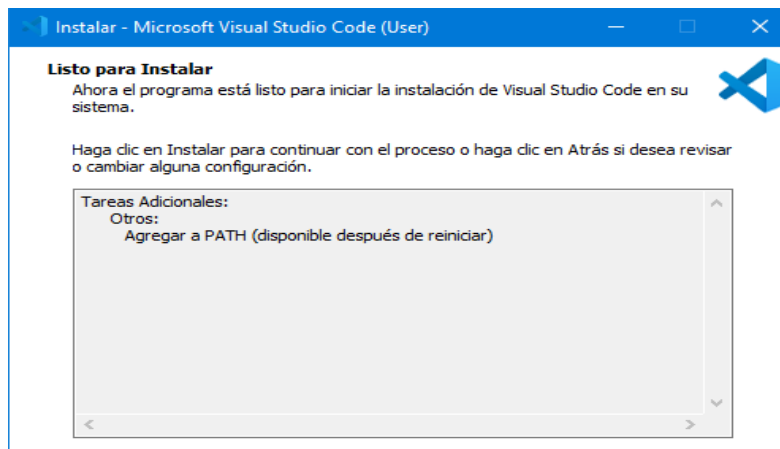 Instalar - Microsoft Visual Studio Code (User)
Listo para Instalar
Ahora el programa está listo para iniciar la instalación de Visual Studio Code en su
sistema.
Haga clic en Instalar para continuar con el proceso o haga clic en Atrás si desea revisar
o cambiar alguna configuración.
Tareas Adicionales:
Otros:
Agregar a PATH (disponible después de reiniciar)